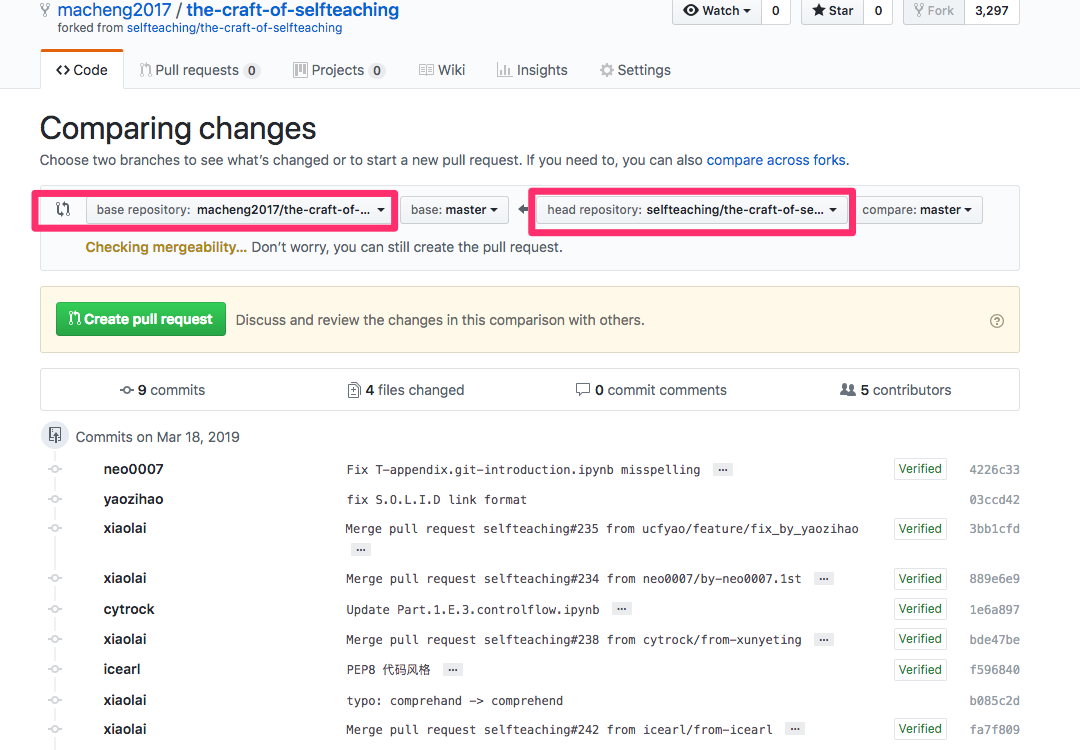 macheng2017 / the-craft-of-selfteaching
Watch 0 Star 0 Fork 3,297
forked from selfteaching/the-craft-of-selfteaching
Code Pull requests 0 Projects 0 Wiki Insights Settings
Comparing changes
Choose two branches to see what's changed or to start a new pull request. If you need to, you can also compare across forks.
base repository: macheng2017/the-craft-of-... base: master head repository: selfteaching/the-craft-of-se... compare: master
Checking mergeability... Don't worry, you can still create the pull request.
Create pull request Discuss and review the changes in this comparison with others.
9 commits 4 files changed 0 commit comments 5 contributors
Commits on Mar 18, 2019
neo0007 Fix T-appendix.git-introduction.ipynb misspelling ... Verified 4226c33
yaozihao fix S.O.L.I.D link format 03ccd42
xiaolai Merge pull request selfteaching#235 from ucfyao/feature/fix_by_yaozihao Verified 3bb1cfd
...
xiaolai Merge pull request selfteaching#234 from neo0007/by-neo0007.1st ... Verified 889e6e9
cytrock Update Part.1.E.3.controlflow.ipynb ... Verified 1e6a897
xiaolai Merge pull request selfteaching#238 from cytrock/from-xunyeting ... Verified bde47be
icearl PEP8 代码风格 ... Verified f596840
xiaolai typo: comprehand -> comprehend b085c2d
xiaolai Merge pull request selfteaching#242 from icearl/from-icearl ... Verified fa7f809